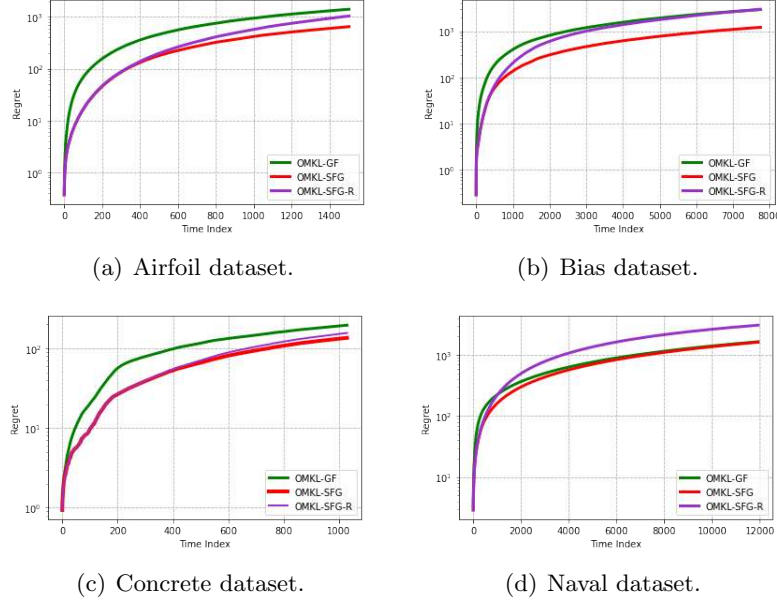 10³
10²
10¹
10⁰
Regret
0 200 400 600 800 1000 1200 1400
Time Index
OMKL-GF
OMKL-SFG
OMKL-SFG-R
(a) Airfoil dataset.
10³
10²
10¹
10⁰
Regret
0 1000 2000 3000 4000 5000 6000 7000 8000
Time Index
OMKL-GF
OMKL-SFG
OMKL-SFG-R
(b) Bias dataset.
10²
10¹
10⁰
Regret
0 200 400 600 800 1000
Time Index
OMKL-GF
OMKL-SFG
OMKL-SFG-R
(c) Concrete dataset.
10³
10²
10¹
Regret
0 2000 4000 6000 8000 10000 12000
Time Index
OMKL-GF
OMKL-SFG
OMKL-SFG-R
(d) Naval dataset.